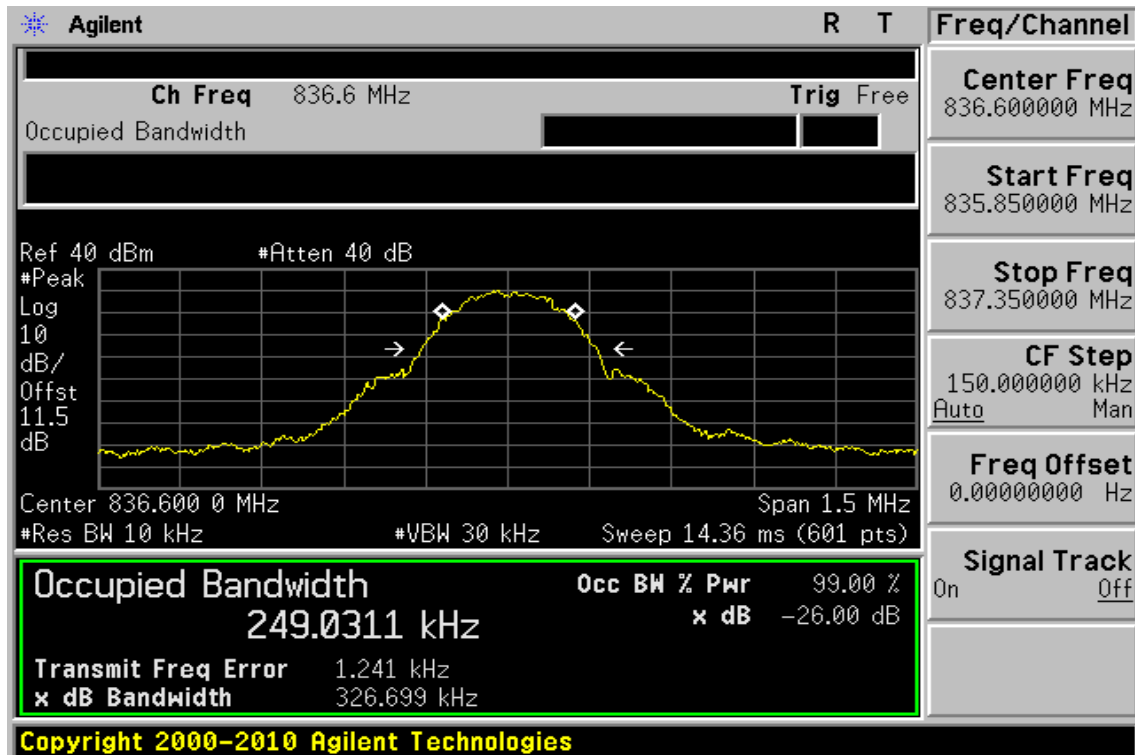 Agilent R T
Freq/Channel
Ch Freq 836.6 MHz Trig Free
Occupied Bandwidth
Center Freq
836.600000 MHz
Start Freq
835.850000 MHz
Stop Freq
837.350000 MHz
CF Step
150.000000 kHz
Auto Man
Freq Offset
0.00000000 Hz
Signal Track
On Off
Ref 40 dBm #Atten 40 dB
#Peak
Log
10
dB/
Offst
11.5
dB
Center 836.600 0 MHz Span 1.5 MHz
#Res BW 10 kHz #VBW 30 kHz Sweep 14.36 ms (601 pts)
Occupied Bandwidth Occ BW % Pwr 99.00 %
249.0311 kHz x dB -26.00 dB
Transmit Freq Error 1.241 kHz
x dB Bandwidth 326.699 kHz
Copyright 2000-2010 Agilent Technologies